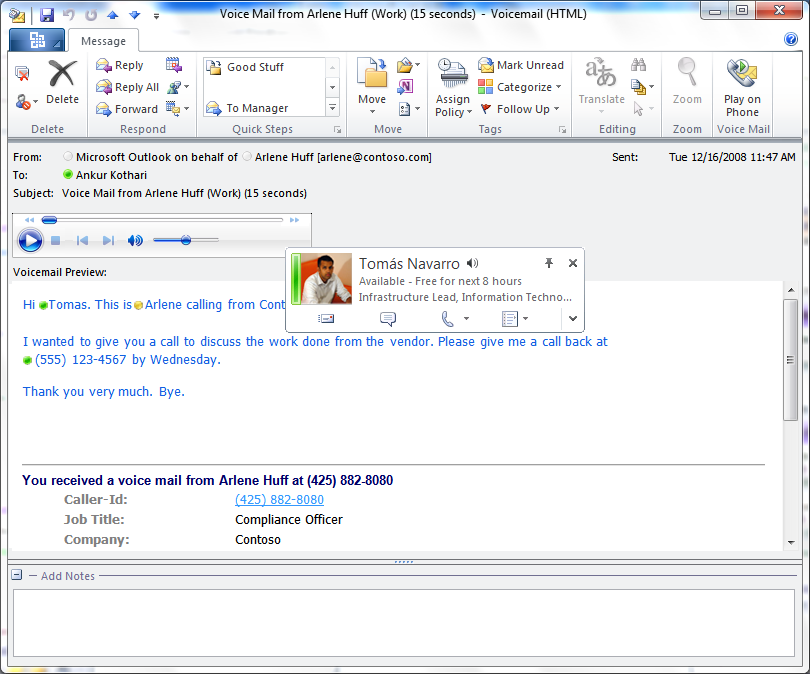 Voice Mail from Arlene Huff (Work) (15 seconds) - Voicemail (HTML)
Message
Delete
Delete
Reply
Reply All
Forward
Respond
Good Stuff
To Manager
Quick Steps
Move
Move
Assign
Policy
Mark Unread
Categorize
Follow Up
Tags
Translate
Editing
Zoom
Zoom
Play on
Phone
Voice Mail
From: Microsoft Outlook on behalf of Arlene Huff [arlene@contoso.com]
Sent: Tue 12/16/2008 11:47 AM
To: Ankur Kothari
Subject: Voice Mail from Arlene Huff (Work) (15 seconds)
Voicemail Preview:
Tomás Navarro
Available - Free for next 8 hours
Infrastructure Lead, Information Techno...
Hi Tomas. This is Arlene calling from Cont
I wanted to give you a call to discuss the work done from the vendor. Please give me a call back at
(555) 123-4567 by Wednesday.
Thank you very much. Bye.
You received a voice mail from Arlene Huff at (425) 882-8080
Caller-Id: (425) 882-8080
Job Title: Compliance Officer
Company: Contoso
Add Notes